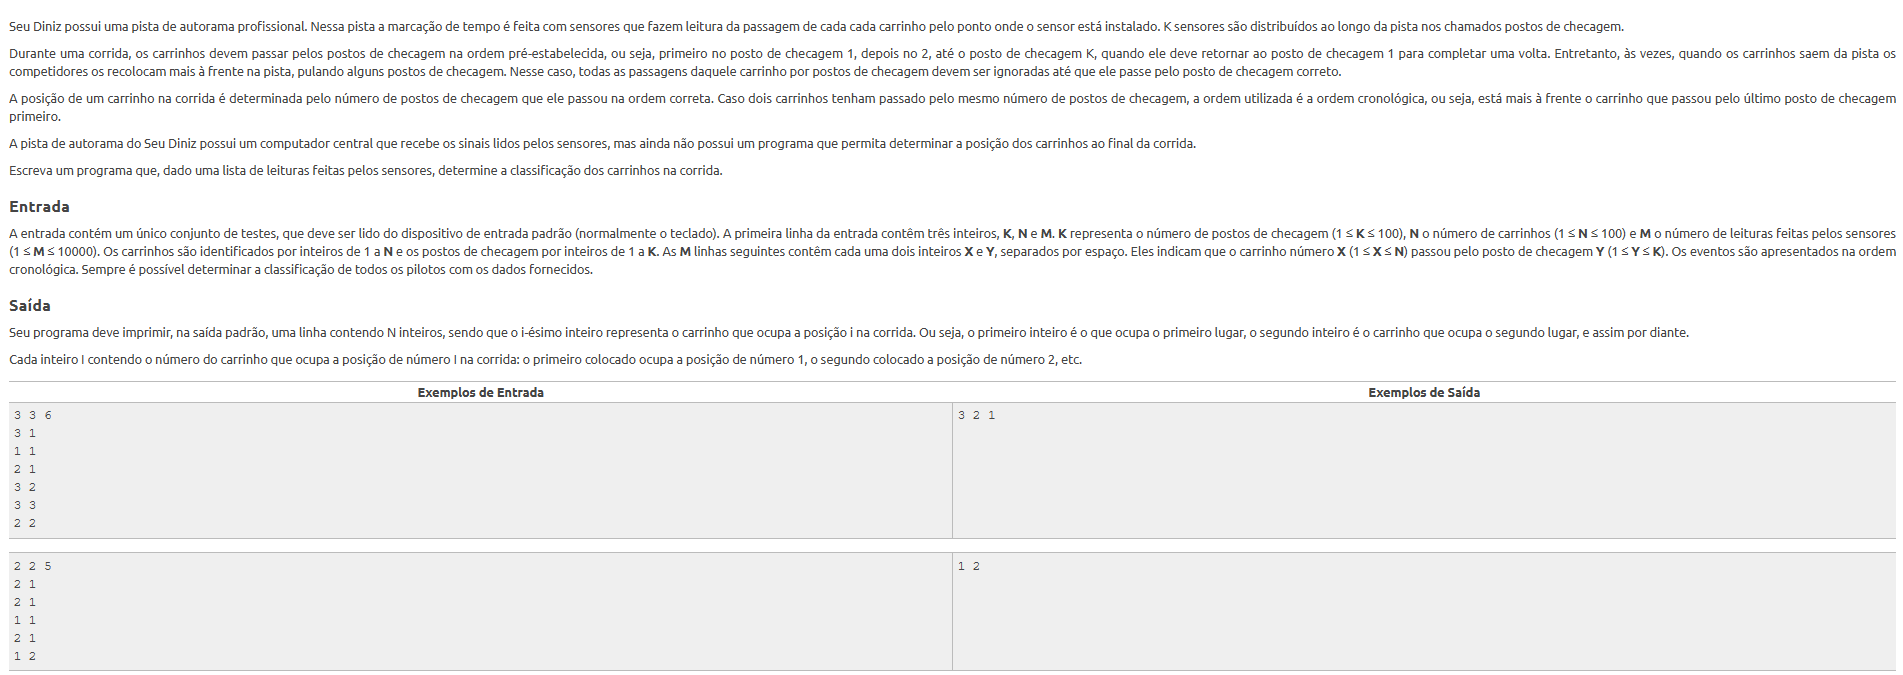 Seu Diniz possui uma pista de autorama profissional. Nessa pista a marcação de tempo é feita com sensores que fazem leitura da passagem de cada cada carrinho pelo ponto onde o sensor está instalado. K sensores são distribuídos ao longo da pista nos chamados postos de checagem.
Durante uma corrida, os carrinhos devem passar pelos postos de checagem na ordem pré-estabelecida, ou seja, primeiro no posto de checagem 1, depois no 2, até o posto de checagem K, quando ele deve retornar ao posto de checagem 1 para completar uma volta. Entretanto, às vezes, quando os carrinhos saem da pista os
competidores os recolocam mais à frente na pista, pulando alguns postos de checagem. Nesse caso, todas as passagens daquele carrinho por postos de checagem devem ser ignoradas até que ele passe pelo posto de checagem correto.
A posição de um carrinho na corrida é determinada pelo número de postos de checagem que ele passou na ordem correta. Caso dois carrinhos tenham passado pelo mesmo número de postos de checagem, a ordem utilizada é a ordem cronológica, ou seja, está mais à frente o carrinho que passou pelo último posto de checagem
primeiro.
A pista de autorama do Seu Diniz possui um computador central que recebe os sinais lidos pelos sensores, mas ainda não possui um programa que permita determinar a posição dos carrinhos ao final da corrida.
Escreva um programa que, dado uma lista de leituras feitas pelos sensores, determine a classificação dos carrinhos na corrida.
Entrada
A entrada contém um único conjunto de testes, que deve ser lido do dispositivo de entrada padrão (normalmente o teclado). A primeira linha da entrada contêm três inteiros, K, N e M. K representa o número de postos de checagem (1 ≤ K ≤ 100), N o número de carrinhos (1 ≤ N ≤ 100) e M o número de leituras feitas pelos sensores
(1 ≤ M ≤ 10000). Os carrinhos são identificados por inteiros de 1 a N e os postos de checagem por inteiros de 1 a K. As M linhas seguintes contêm cada uma dois inteiros X e Y, separados por espaço. Eles indicam que o carrinho número X (1 ≤ X ≤ N) passou pelo posto de checagem Y (1 ≤ Y ≤ K). Os eventos são apresentados na ordem
cronológica. Sempre é possível determinar a classificação de todos os pilotos com os dados fornecidos.
Saída
Seu programa deve imprimir, na saída padrão, uma linha contendo N inteiros, sendo que o i-ésimo inteiro representa o carrinho que ocupa a posição i na corrida. Ou seja, o primeiro inteiro é o que ocupa o primeiro lugar, o segundo inteiro é o carrinho que ocupa o segundo lugar, e assim por diante.
Cada inteiro I contendo o número do carrinho que ocupa a posição de número I na corrida: o primeiro colocado ocupa a posição de número 1, o segundo colocado a posição de número 2, etc.
Exemplos de Entrada
Exemplos de Saída
3 3 6
3 1
1 1
2 1
3 2
3 3
2 2
3 2 1
2 2 5
2 1
2 1
1 1
2 1
1 2
1 2